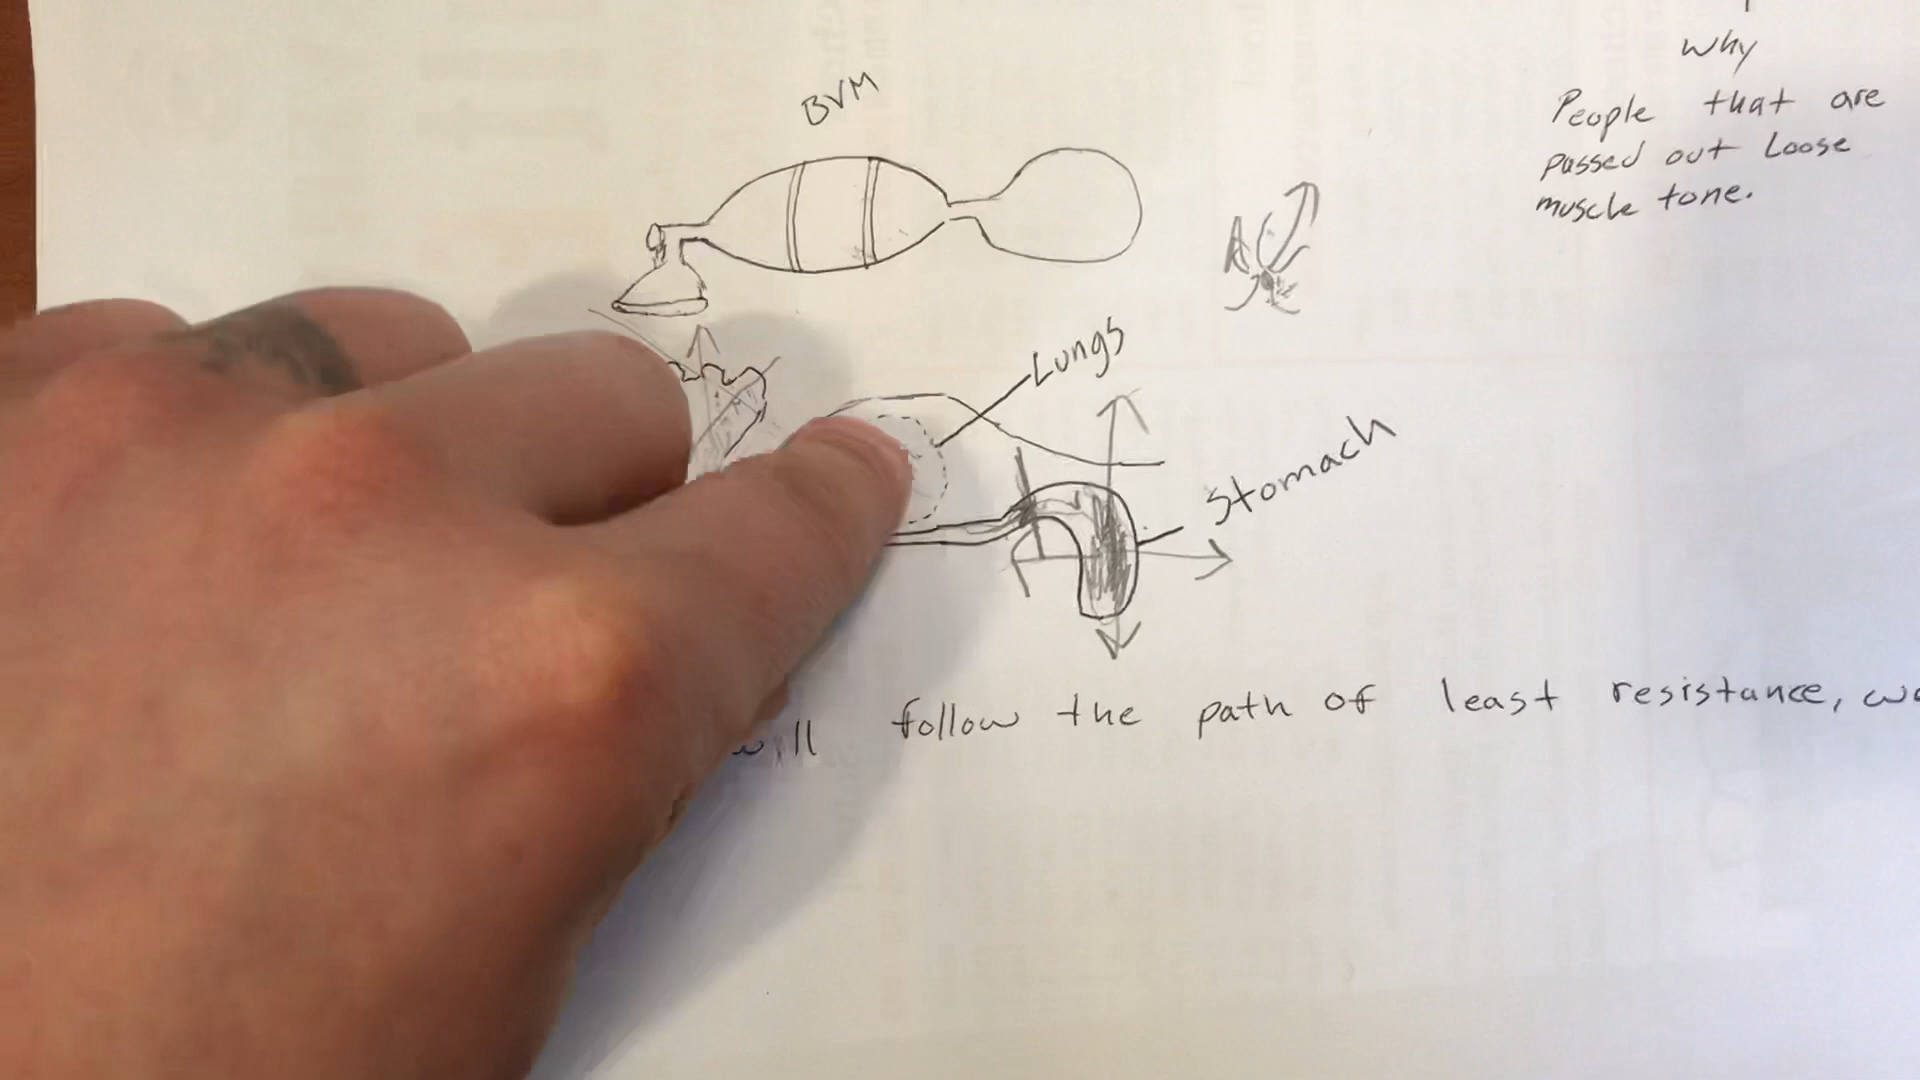 BVM
why
People that are
passed out Loose
muscle tone.
Lungs
Stomach
will follow the path of least resistance,